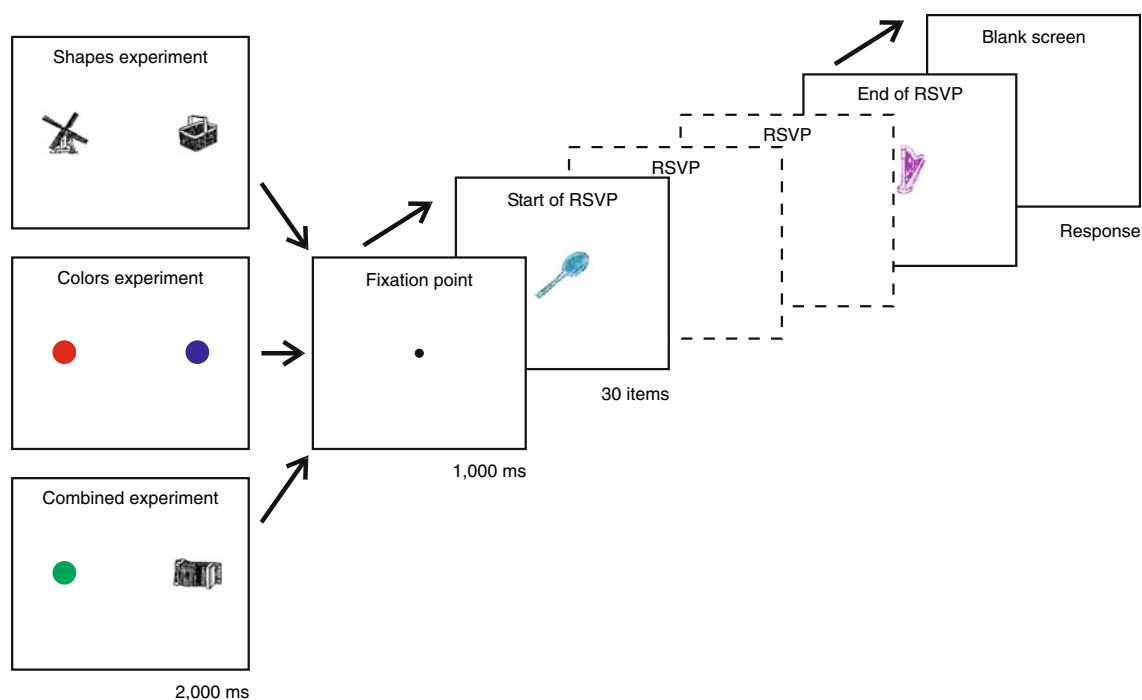 Shapes experiment
Colors experiment
Combined experiment
2,000 ms
Fixation point
1,000 ms
Start of RSVP
30 items
RSVP
RSVP
End of RSVP
Blank screen
Response